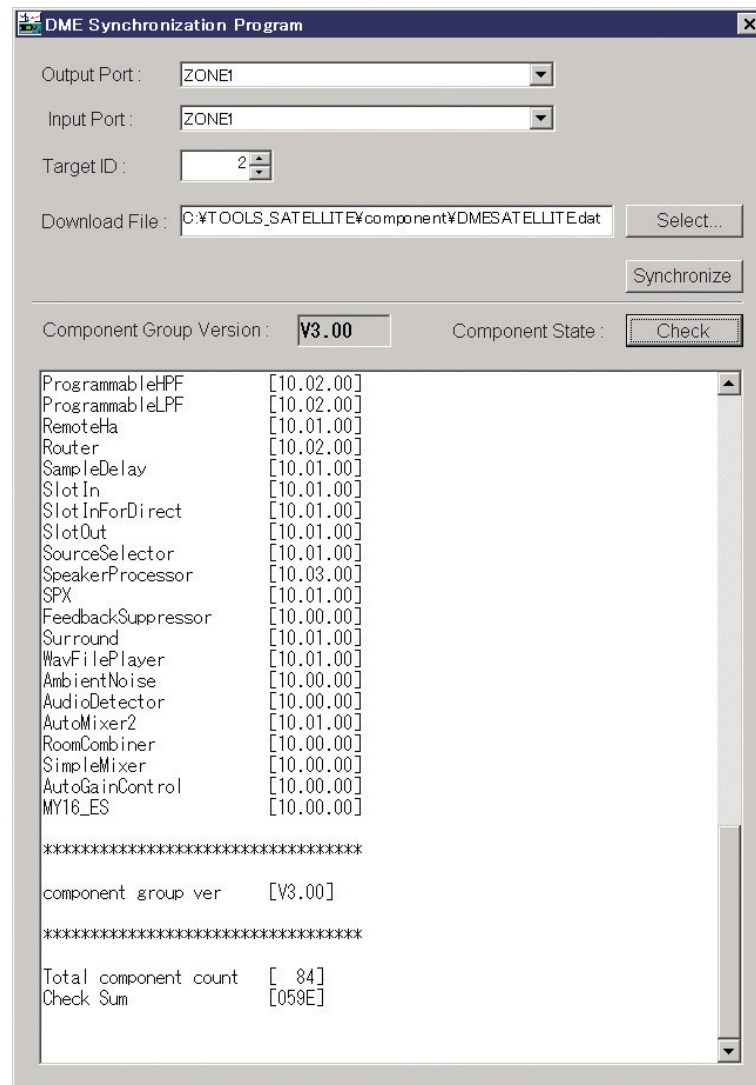 DME Synchronization Program
Output Port : ZONE1
Input Port : ZONE1
Target ID : 2
Download File : C:¥TOOLS_SATELLITE¥component¥DMESATELLITE.dat Select...
Synchronize
Component Group Version : V3.00 Component State : Check
ProgrammableHPF [10.02.00]
ProgrammableLPF [10.02.00]
RemoteHa [10.01.00]
Router [10.02.00]
SampleDelay [10.01.00]
SlotIn [10.01.00]
SlotInForDirect [10.01.00]
SlotOut [10.01.00]
SourceSelector [10.01.00]
SpeakerProcessor [10.03.00]
SPX [10.01.00]
FeedbackSuppressor [10.00.00]
Surround [10.01.00]
WavFilePlayer [10.01.00]
AmbientNoise [10.00.00]
AudioDetector [10.00.00]
AutoMixer2 [10.01.00]
RoomCombiner [10.00.00]
SimpleMixer [10.00.00]
AutoGainControl [10.00.00]
MY16_ES [10.00.00]
**********************************
component group ver [V3.00]
**********************************
Total component count [ 84]
Check Sum [059E]